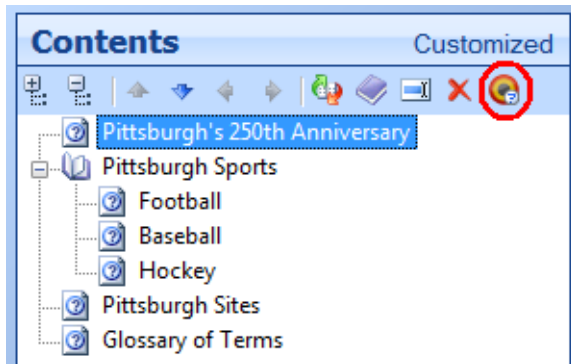 Contents Customized
Pittsburgh's 250th Anniversary
Pittsburgh Sports
Football
Baseball
Hockey
Pittsburgh Sites
Glossary of Terms